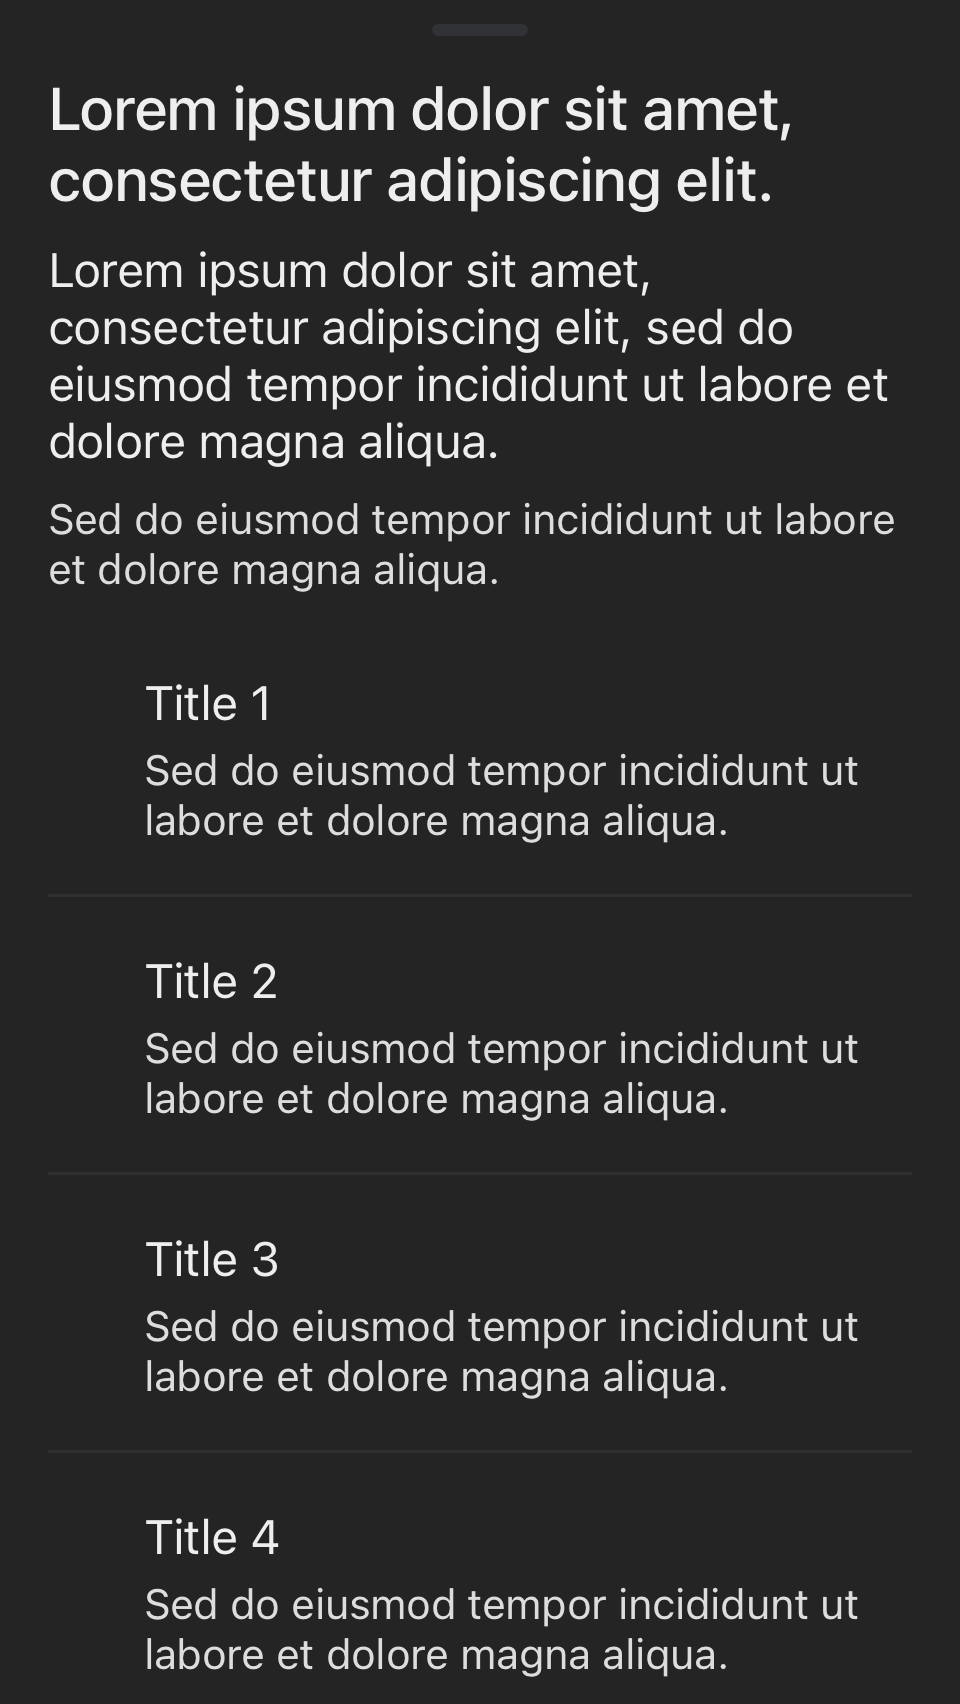 Lorem ipsum dolor sit amet,
consectetur adipiscing elit.
Lorem ipsum dolor sit amet,
consectetur adipiscing elit, sed do
eiusmod tempor incididunt ut labore et
dolore magna aliqua.
Sed do eiusmod tempor incididunt ut labore
et dolore magna aliqua.
Title 1
Sed do eiusmod tempor incididunt ut
labore et dolore magna aliqua.
Title 2
Sed do eiusmod tempor incididunt ut
labore et dolore magna aliqua.
Title 3
Sed do eiusmod tempor incididunt ut
labore et dolore magna aliqua.
Title 4
Sed do eiusmod tempor incididunt ut
labore et dolore magna aliqua.